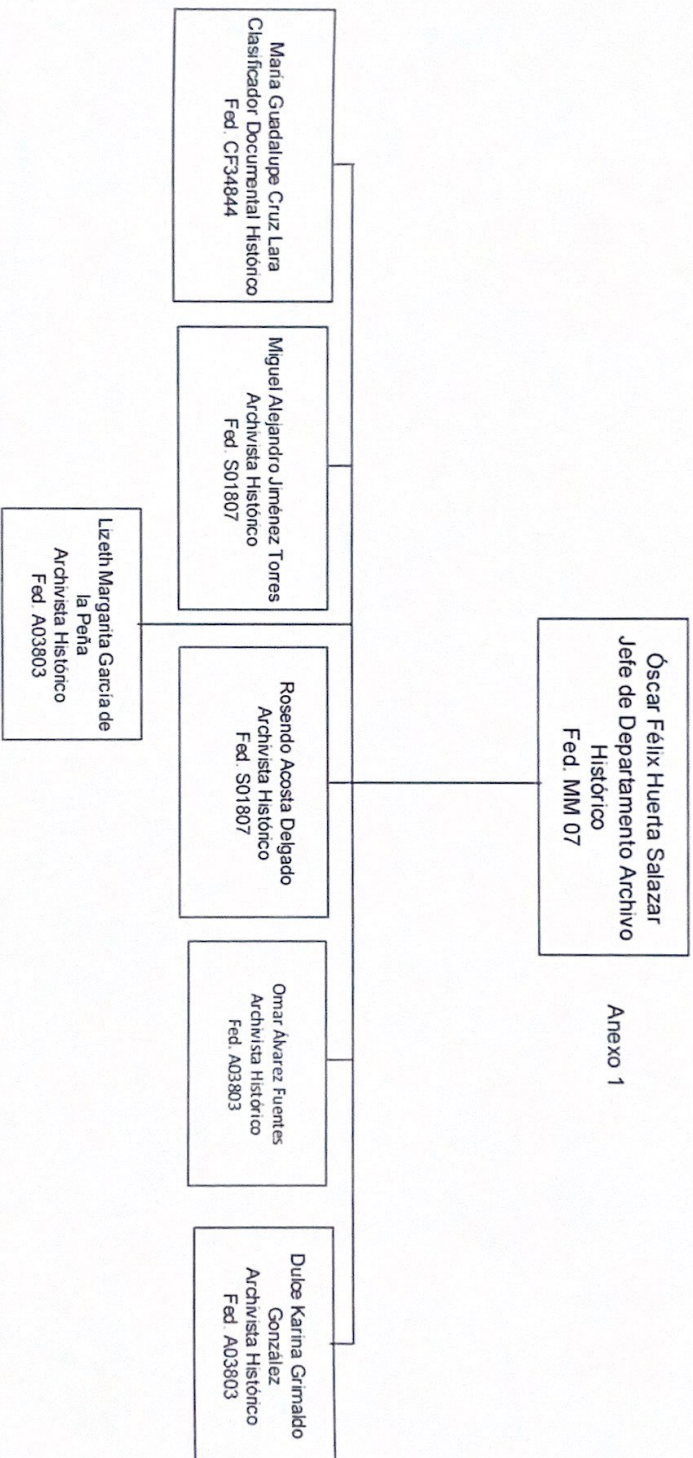 Óscar Félix Huerta Salazar
Jefe de Departamento Archivo
Histórico
Fed. MM 07
Anexo 1
María Guadalupe Cruz Lara
Clasificador Documental Histórico
Fed. CF34844
Miguel Alejandro Jiménez Torres
Archivista Histórico
Fed. S01807
Rosendo Acosta Delgado
Archivista Histórico
Fed. S01807
Omar Álvarez Fuentes
Archivista Histórico
Fed. A03803
Dulce Karina Grimaldo
González
Archivista Histórico
Fed. A03803
Lizeth Margarita García de
la Peña
Archivista Histórico
Fed. A03803